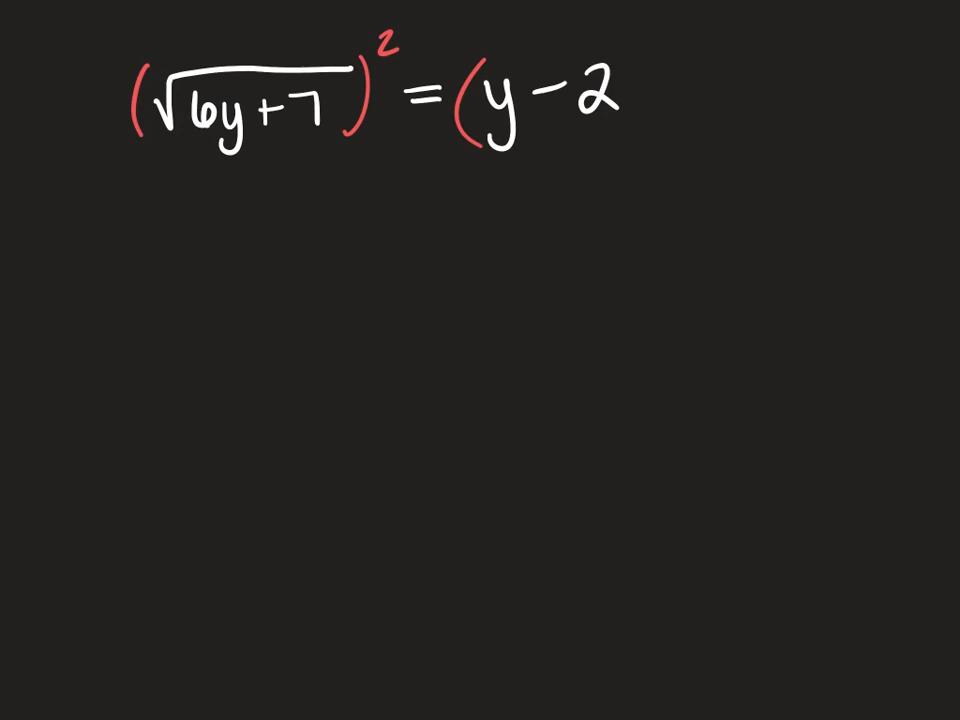 (√6y+7)² = (y-2